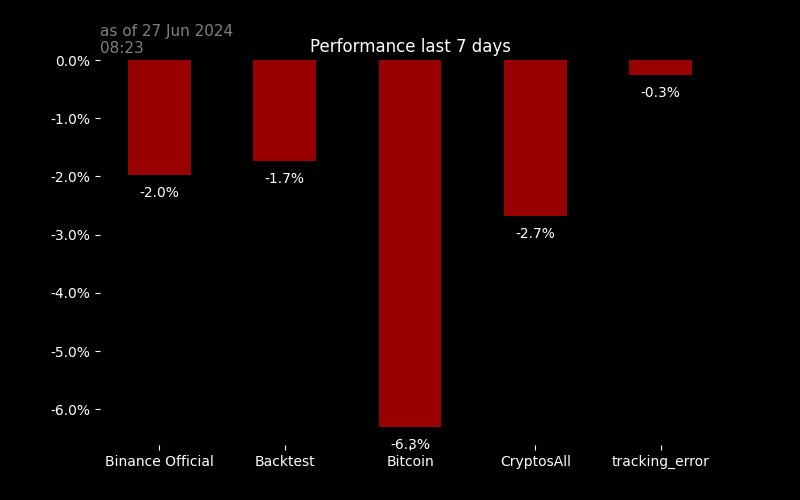 as of 27 Jun 2024
08:23
Performance last 7 days
0.0%
-1.0%
-2.0%
-3.0%
-4.0%
-5.0%
-6.0%
-2.0%
-1.7%
-6.3%
-2.7%
-0.3%
Binance Official
Backtest
Bitcoin
CryptosAll
tracking_error